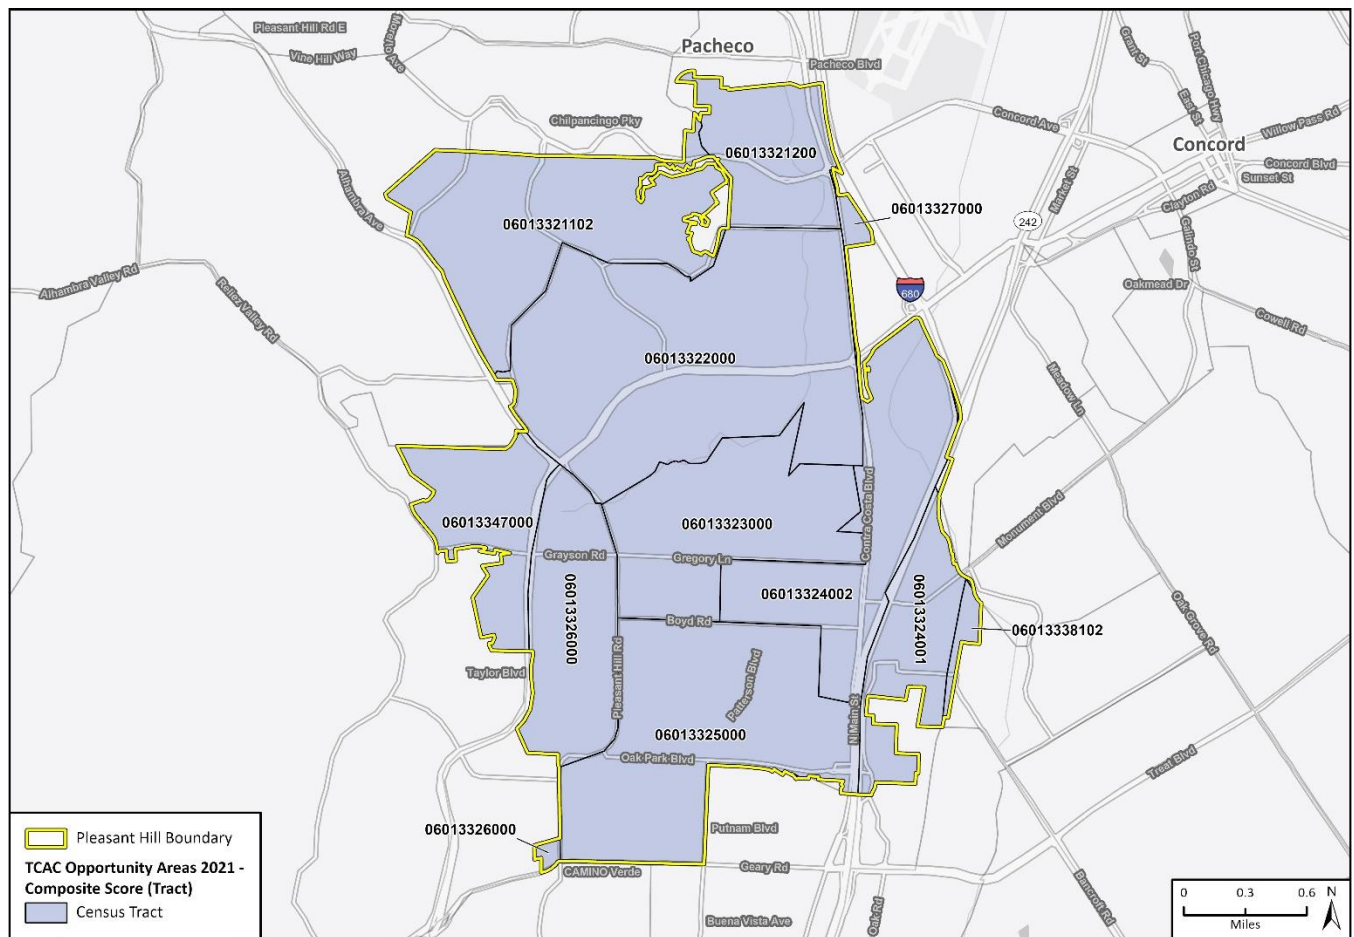 Pleasant Hill Rd E
Vine Hill Way
Morello Ave
Pacheco
Pacheco Blvd
Grant St
Port Chicago Hwy
East St
Chilpancingo Pky
Concord Ave
Willow Pass Rd
Concord
Concord Blvd
Sunset St
06013321200
Market St
Clayton Rd
Alhambra Ave
06013327000
06013321102
242
Galindo St
Alhambra Valley Rd
Reliez Valley Rd
680
Oakmead Dr
Cowell Rd
06013322000
Meadow Ln
Contra Costa Blvd
Monument Blvd
06013347000
06013323000
Grayson Rd
Gregory Ln
06013326000
06013324002
06013324001
Oak Grove Rd
Boyd Rd
06013338102
Taylor Blvd
Pleasant Hill Rd
Patterson Blvd
N Main St
06013325000
Oak Park Blvd
Treat Blvd
06013326000
Putnam Blvd
CAMINO Verde
Geary Rd
Bancroft Rd
Buena Vista Ave
Oak Rd
Pleasant Hill Boundary
TCAC Opportunity Areas 2021 -
Composite Score (Tract)
Census Tract
0 0.3 0.6 N
Miles